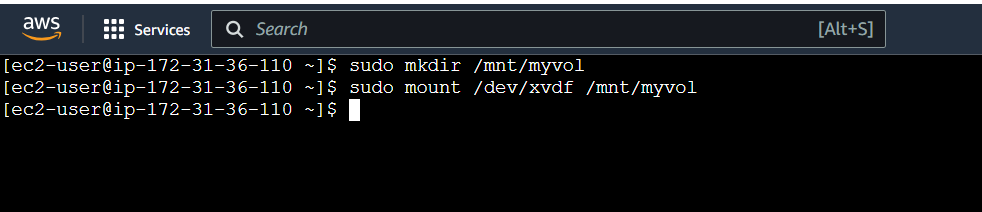 aws Services Search [Alt+S]
[ec2-user@ip-172-31-36-110 ~]$ sudo mkdir /mnt/myvol
[ec2-user@ip-172-31-36-110 ~]$ sudo mount /dev/xvdf /mnt/myvol
[ec2-user@ip-172-31-36-110 ~]$